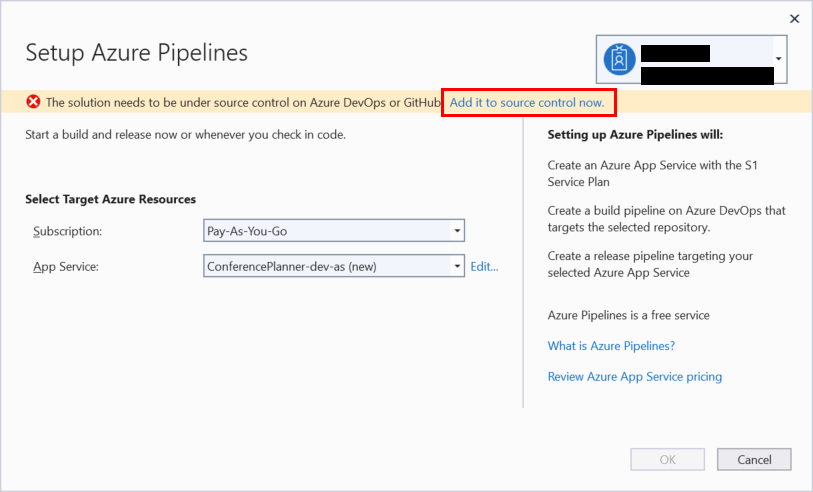 Setup Azure Pipelines
The solution needs to be under source control on Azure DevOps or GitHub
Add it to source control now.
Start a build and release now or whenever you check in code.
Select Target Azure Resources
Subscription:
Pay-As-You-Go
App Service:
ConferencePlanner-dev-as (new)
Edit...
Setting up Azure Pipelines will:
Create an Azure App Service with the S1
Service Plan
Create a build pipeline on Azure DevOps that
targets the selected repository.
Create a release pipeline targeting your
selected Azure App Service
Azure Pipelines is a free service
What is Azure Pipelines?
Review Azure App Service pricing
OK
Cancel